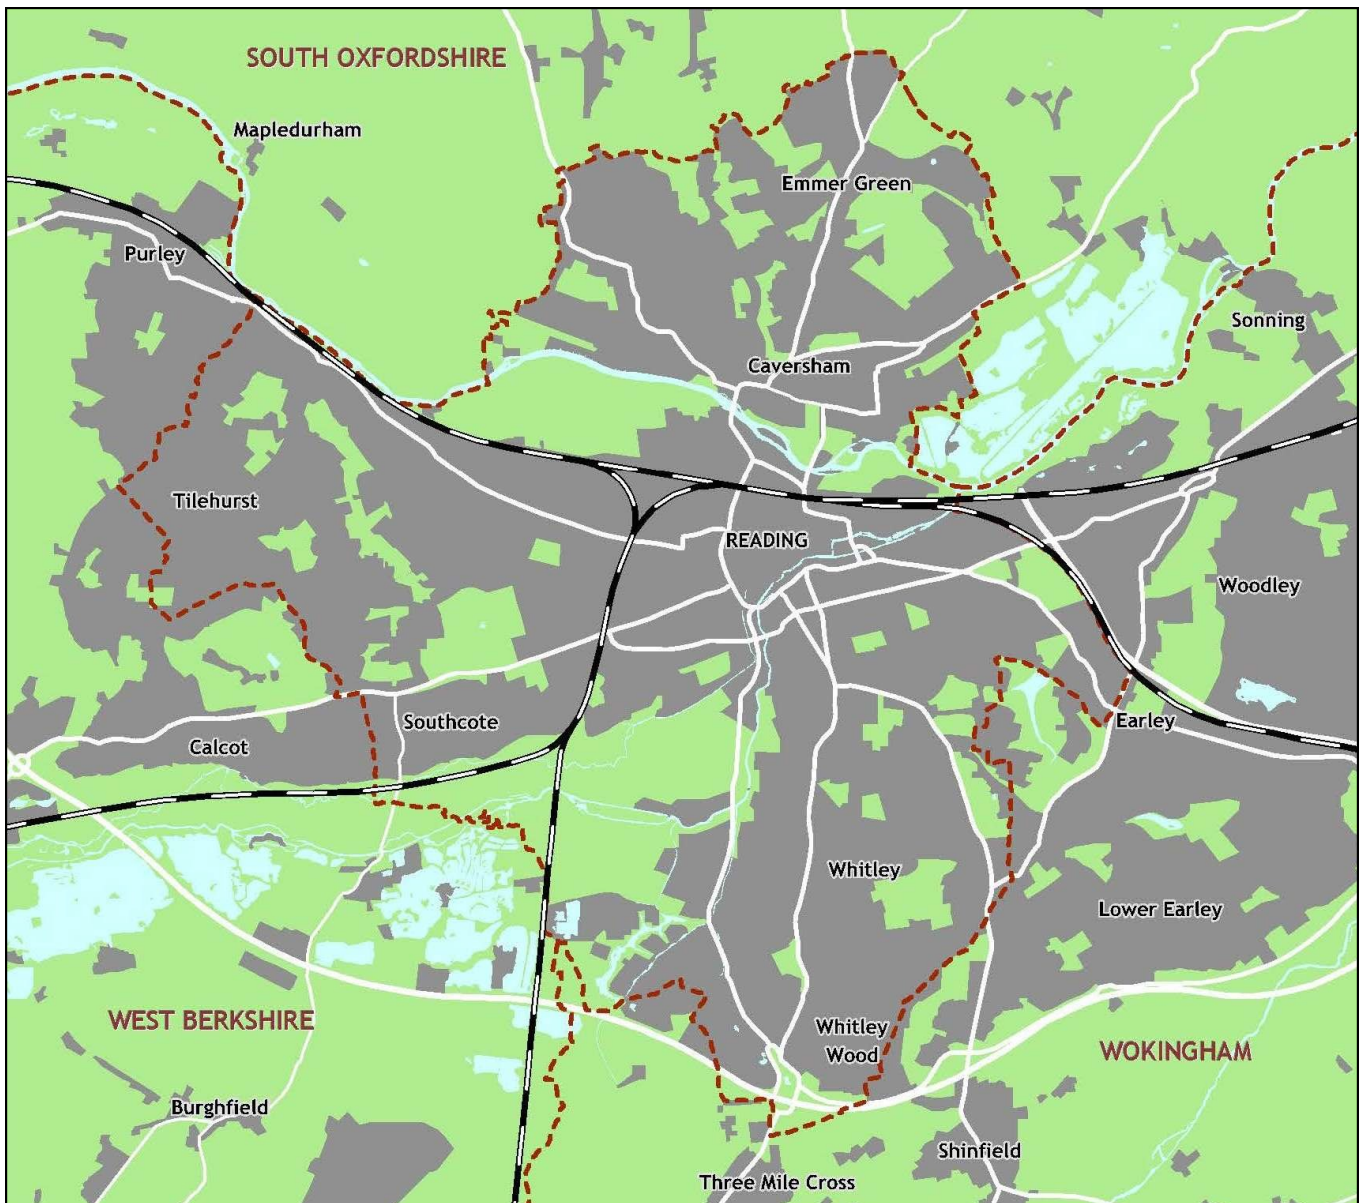 SOUTH OXFORDSHIRE
Mapledurham
Emmer Green
Purley
Sonning
Caversham
Tilehurst
READING
Woodley
Southcote
Earley
Calcot
Whitley
Lower Earley
WEST BERKSHIRE
Whitley
Wood
WOKINGHAM
Burghfield
Shinfield
Three Mile Cross